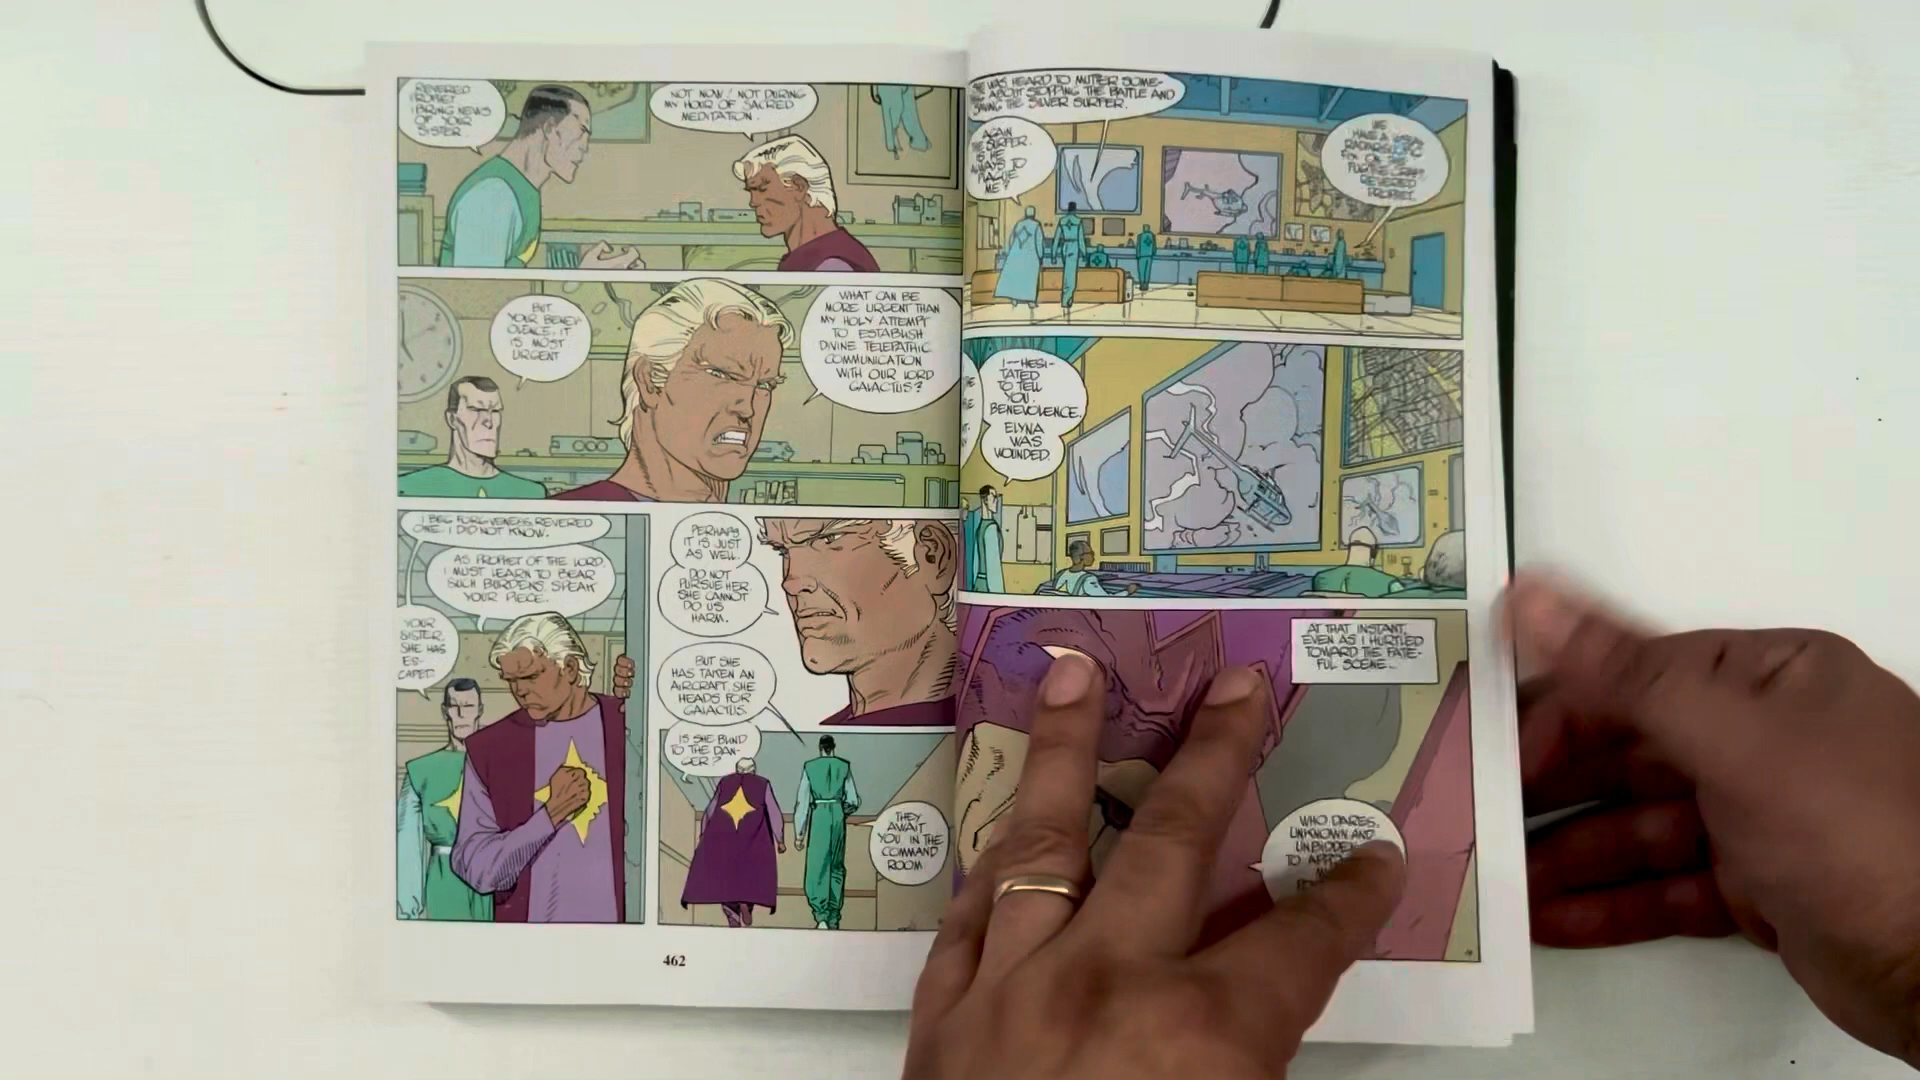 REVERED
PROPHET
I BRING NEWS
OF YOUR
SISTER.
NOT NOW! NOT DURING
MY HOUR OF SACRED
MEDITATION.
BUT
YOUR BENEV-
OLENCE, IT
IS MOST
URGENT
WHAT CAN BE
MORE URGENT THAN
MY HOLY ATTEMPT
TO ESTABLISH
DIVINE TELEPATHIC
COMMUNICATION
WITH OUR LORD
GALACTUS?
I BEG FORGIVENESS, REVERED
ONE. I DID NOT KNOW.
AS PROPHET OF THE LORD,
I MUST LEARN TO BEAR
SUCH BURDENS. SPEAK
YOUR PIECE.
YOUR
SISTER,
SHE HAS
ES-
CAPED.
PERHAPS
IT IS JUST
AS WELL.
DO NOT
PURSUE HER.
SHE CANNOT
DO US
HARM.
BUT SHE
HAS TAKEN AN
AIRCRAFT. SHE
HEADS FOR
GALACTUS.
IS SHE BLIND
TO THE DAN-
GER?
THEY
AWAIT
YOU IN THE
COMMAND
ROOM
462
WAS HEARD TO MUTTER SOME-
ABOUT STOPPING THE BATTLE AND
SAVING THE SILVER SURFER.
AGAIN
THE SURFER.
IS HE
ALWAYS TO
PLAGUE
ME?
WE
HAVE A
RADAR
FIX ON
FURTHER
REVERED
PROPHET.
I--HESI-
TATED
TO TELL
YOU,
BENEVOLENCE.
ELYNA
WAS
WOUNDED.
AT THAT INSTANT,
EVEN AS I HURTLED
TOWARD THE FATE-
FUL SCENE...
WHO DARES,
UNKNOWN AND
UNBIDDEN
TO